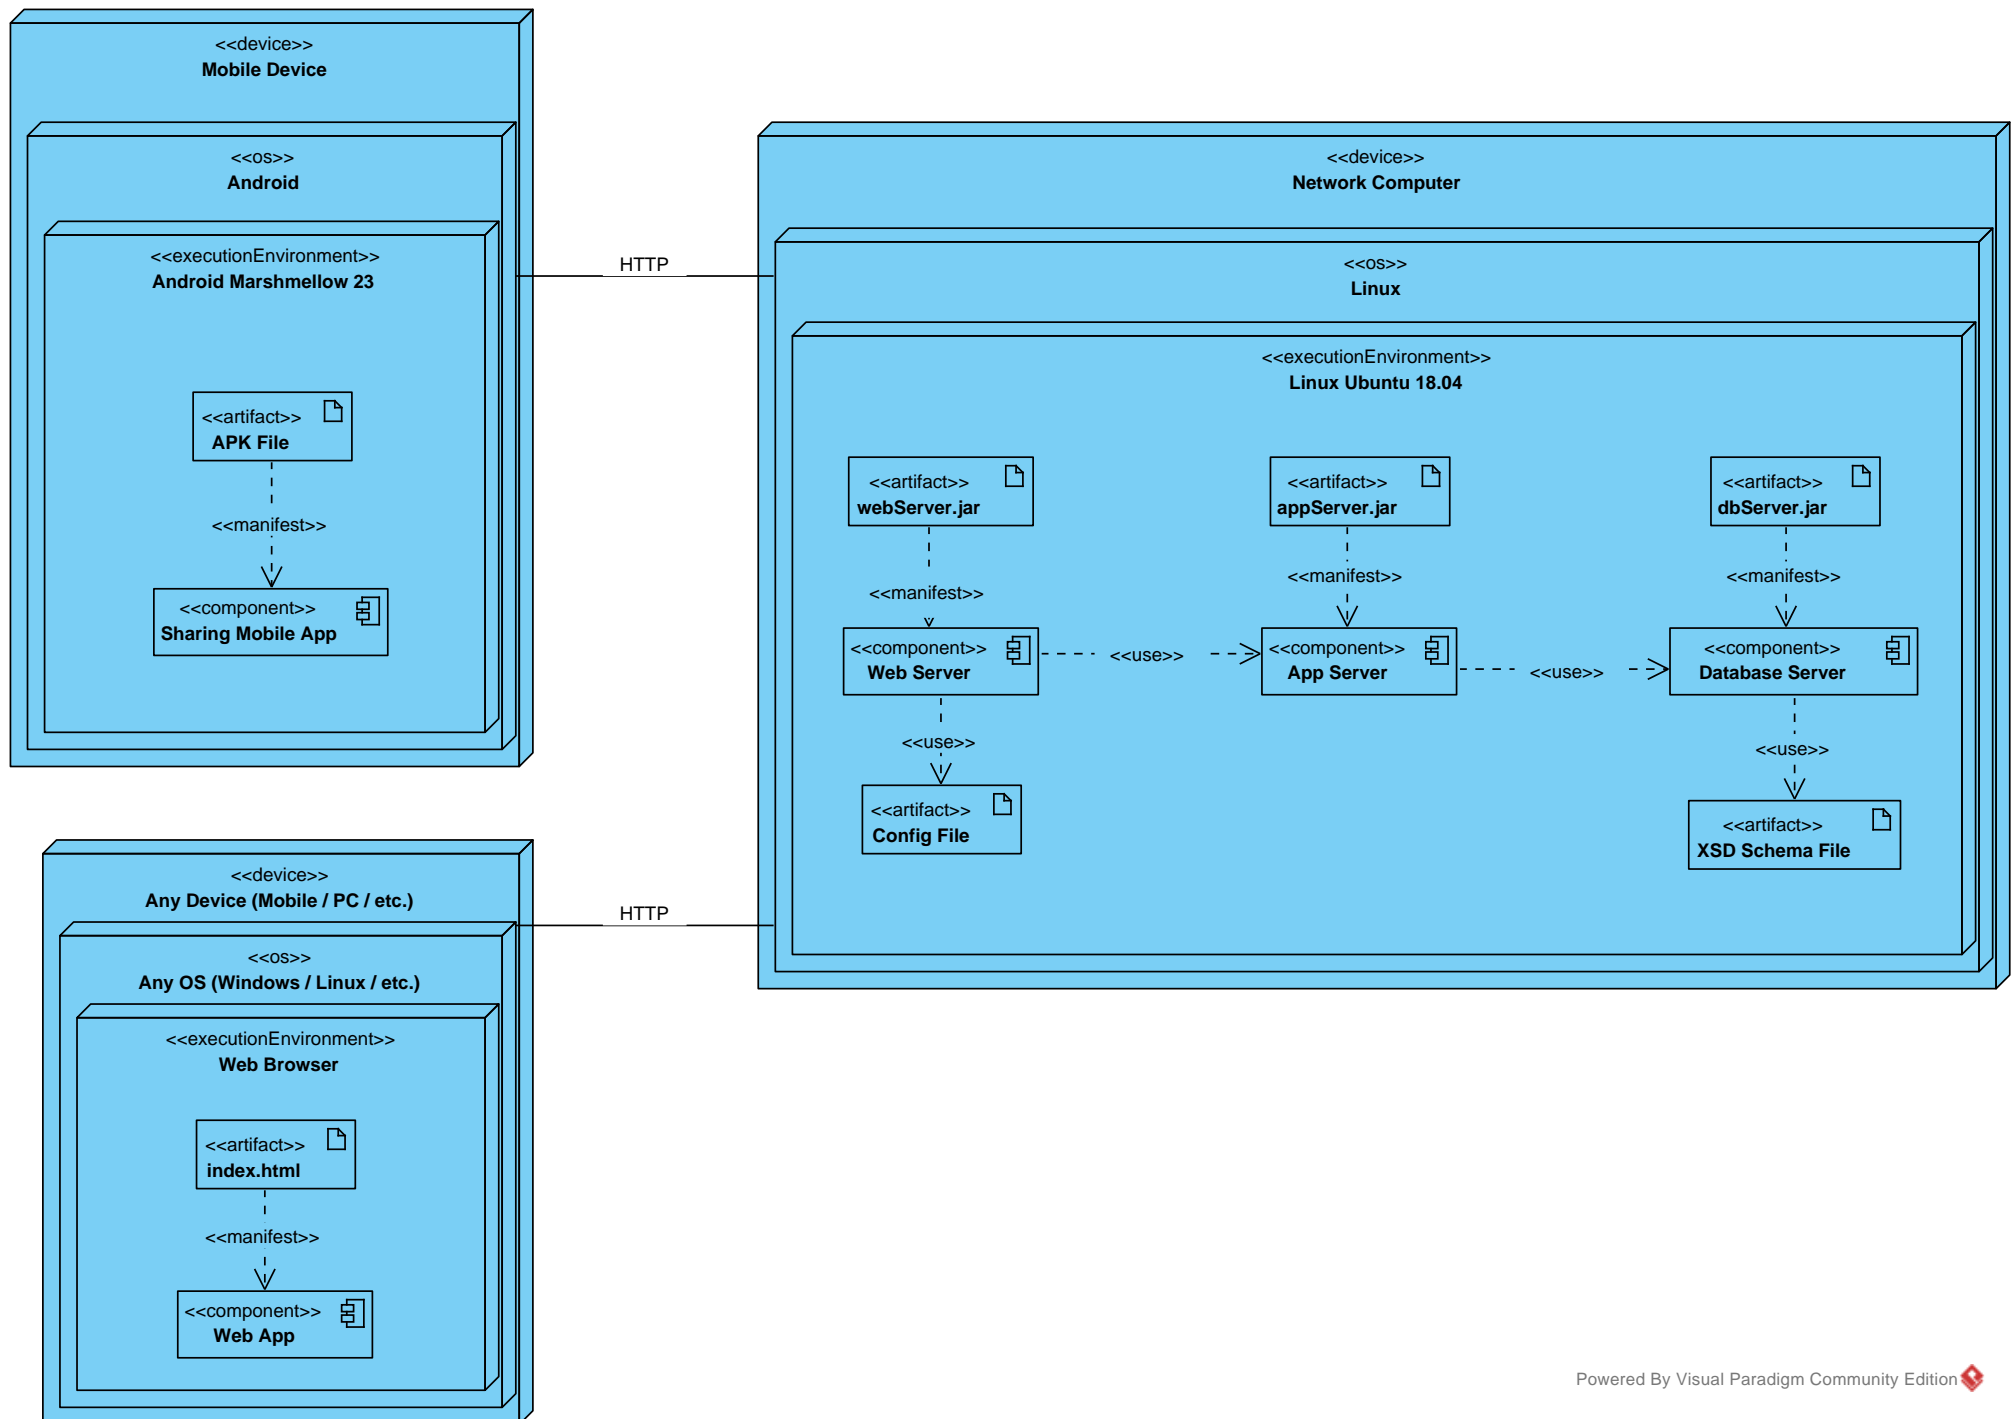 <<device>>
Mobile Device
<<os>>
Android
<<executionEnvironment>>
Android Marshmellow 23
<<artifact>>
APK File
<<manifest>>
<<component>>
Sharing Mobile App
HTTP
<<device>>
Network Computer
<<os>>
Linux
<<executionEnvironment>>
Linux Ubuntu 18.04
<<artifact>>
webServer.jar
<<artifact>>
appServer.jar
<<artifact>>
dbServer.jar
<<manifest>>
<<manifest>>
<<manifest>>
<<component>>
Web Server
<<use>>
<<component>>
App Server
<<use>>
<<component>>
Database Server
<<use>>
<<use>>
<<artifact>>
Config File
<<artifact>>
XSD Schema File
HTTP
<<device>>
Any Device (Mobile / PC / etc.)
<<os>>
Any OS (Windows / Linux / etc.)
<<executionEnvironment>>
Web Browser
<<artifact>>
index.html
<<manifest>>
<<component>>
Web App
Powered By Visual Paradigm Community Edition